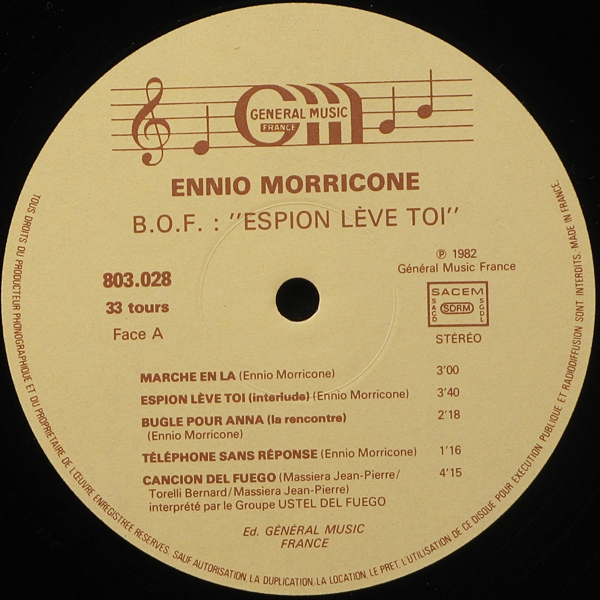 GENERAL MUSIC
FRANCE
ENNIO MORRICONE
B.O.F. : "ESPION LÈVE TOI"
803.028
33 tours
Face A
℗ 1982
Général Music France
SACEM
SACD
SDRM
SGDL
STÉRÉO
MARCHE EN LA (Ennio Morricone) 3'00
ESPION LÈVE TOI (interlude) (Ennio Morricone) 3'40
BUGLE POUR ANNA (la rencontre) 2'18
(Ennio Morricone)
TÉLÉPHONE SANS RÉPONSE (Ennio Morricone) 1'16
CANCION DEL FUEGO (Massiera Jean-Pierre/ 4'15
Torelli Bernard/Massiera Jean-Pierre)
interprété par le Groupe USTEL DEL FUEGO
Ed. GÉNÉRAL MUSIC
FRANCE
TOUS DROITS DU PRODUCTEUR PHONOGRAPHIQUE ET DU PROPRIETAIRE DE L'ŒUVRE ENREGISTREE RESERVES. SAUF AUTORISATION, LA DUPLICATION, LA LOCATION, LE PRET, L'UTILISATION DE CE DISQUE POUR EXECUTION PUBLIQUE ET RADIODIFFUSION SONT INTERDITS. MADE IN FRANCE.